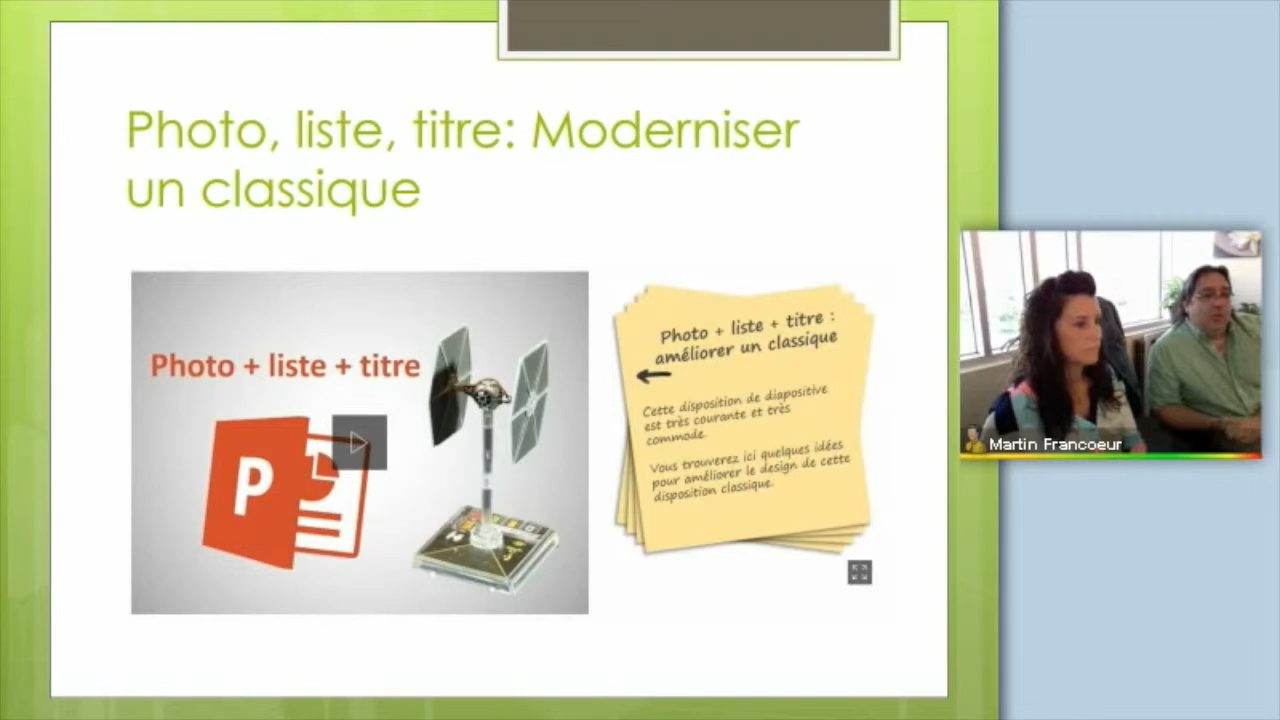 Photo, liste, titre: Moderniser
un classique
Photo + liste + titre
P
Photo + liste + titre :
améliorer un classique
Cette disposition de diapositive
est très courante et très
commode.
Vous trouverez ici quelques idées
pour améliorer le design de cette
disposition classique.
Martin Francoeur